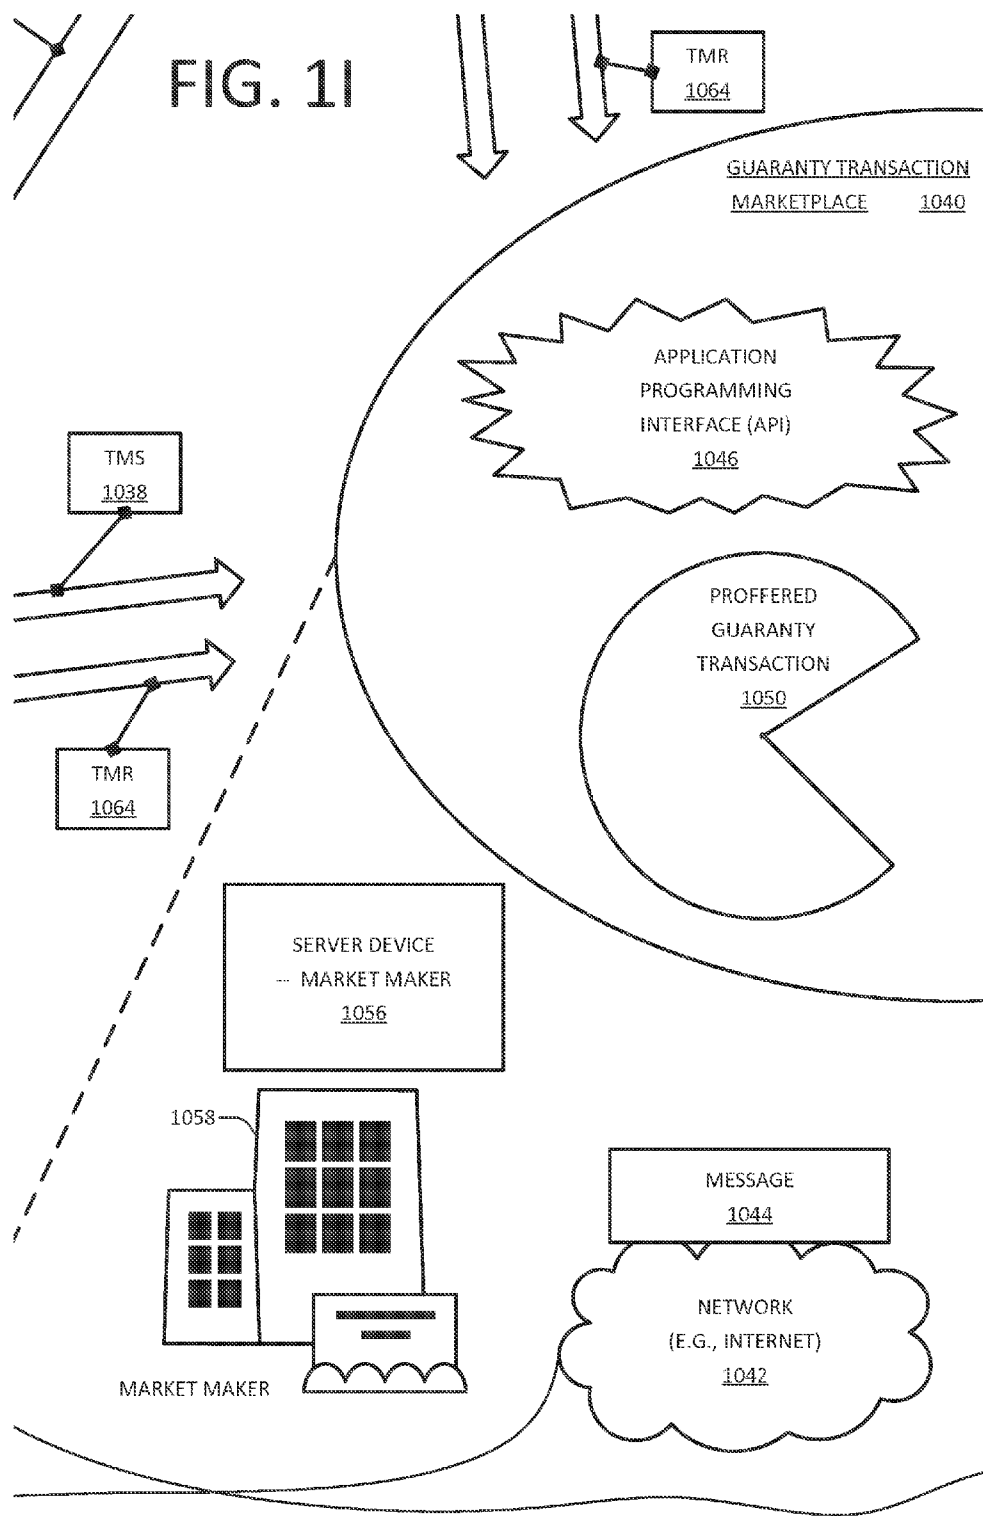 FIG. 1I
TMR
1064
GUARANTY TRANSACTION
MARKETPLACE 1040
APPLICATION
PROGRAMMING
INTERFACE (API)
1046
TMS
1038
PROFFERED
GUARANTY
TRANSACTION
1050
TMR
1064
SERVER DEVICE
-- MARKET MAKER
1056
1058
MESSAGE
1044
NETWORK
(E.G., INTERNET)
1042
MARKET MAKER